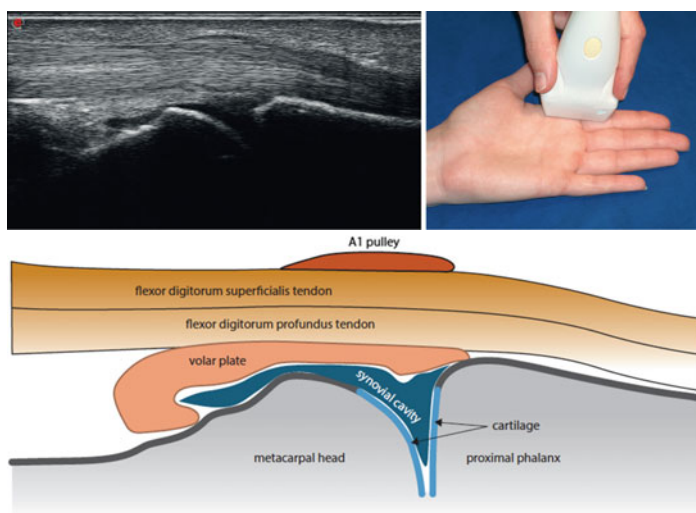 A1 pulley
flexor digitorum superficialis tendon
flexor digitorum profundus tendon
volar plate
synovial cavity
cartilage
metacarpal head
proximal phalanx